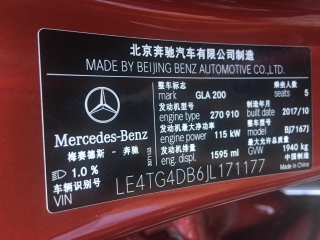 北京奔驰汽车有限公司制造
MADE BY BEIJING BENZ AUTOMOTIVE CO.,LTD.
整车标志 乘坐人数
mark GLA 200 seats 5
发动机型号 制造年月
engine type 270 910 built date 2017/10
发动机最大净功率 整车型号
engine power 115 kW model BJ7167J
发动机排量 最大总质量
eng. displ. 1595 ml GVW 1940 kg
Mercedes-Benz
梅赛德斯 - 奔驰
1.0 %
中国制造
Made in China
车辆识别代号
VIN LE4TG4DB6JL171177